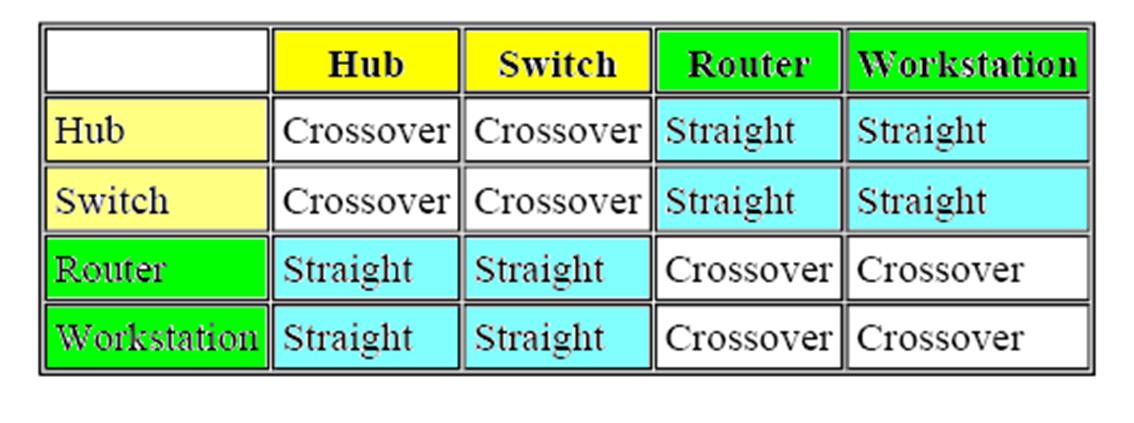 Hub Switch Router Workstation
Hub Crossover Crossover Straight Straight
Switch Crossover Crossover Straight Straight
Router Straight Straight Crossover Crossover
Workstation Straight Straight Crossover Crossover